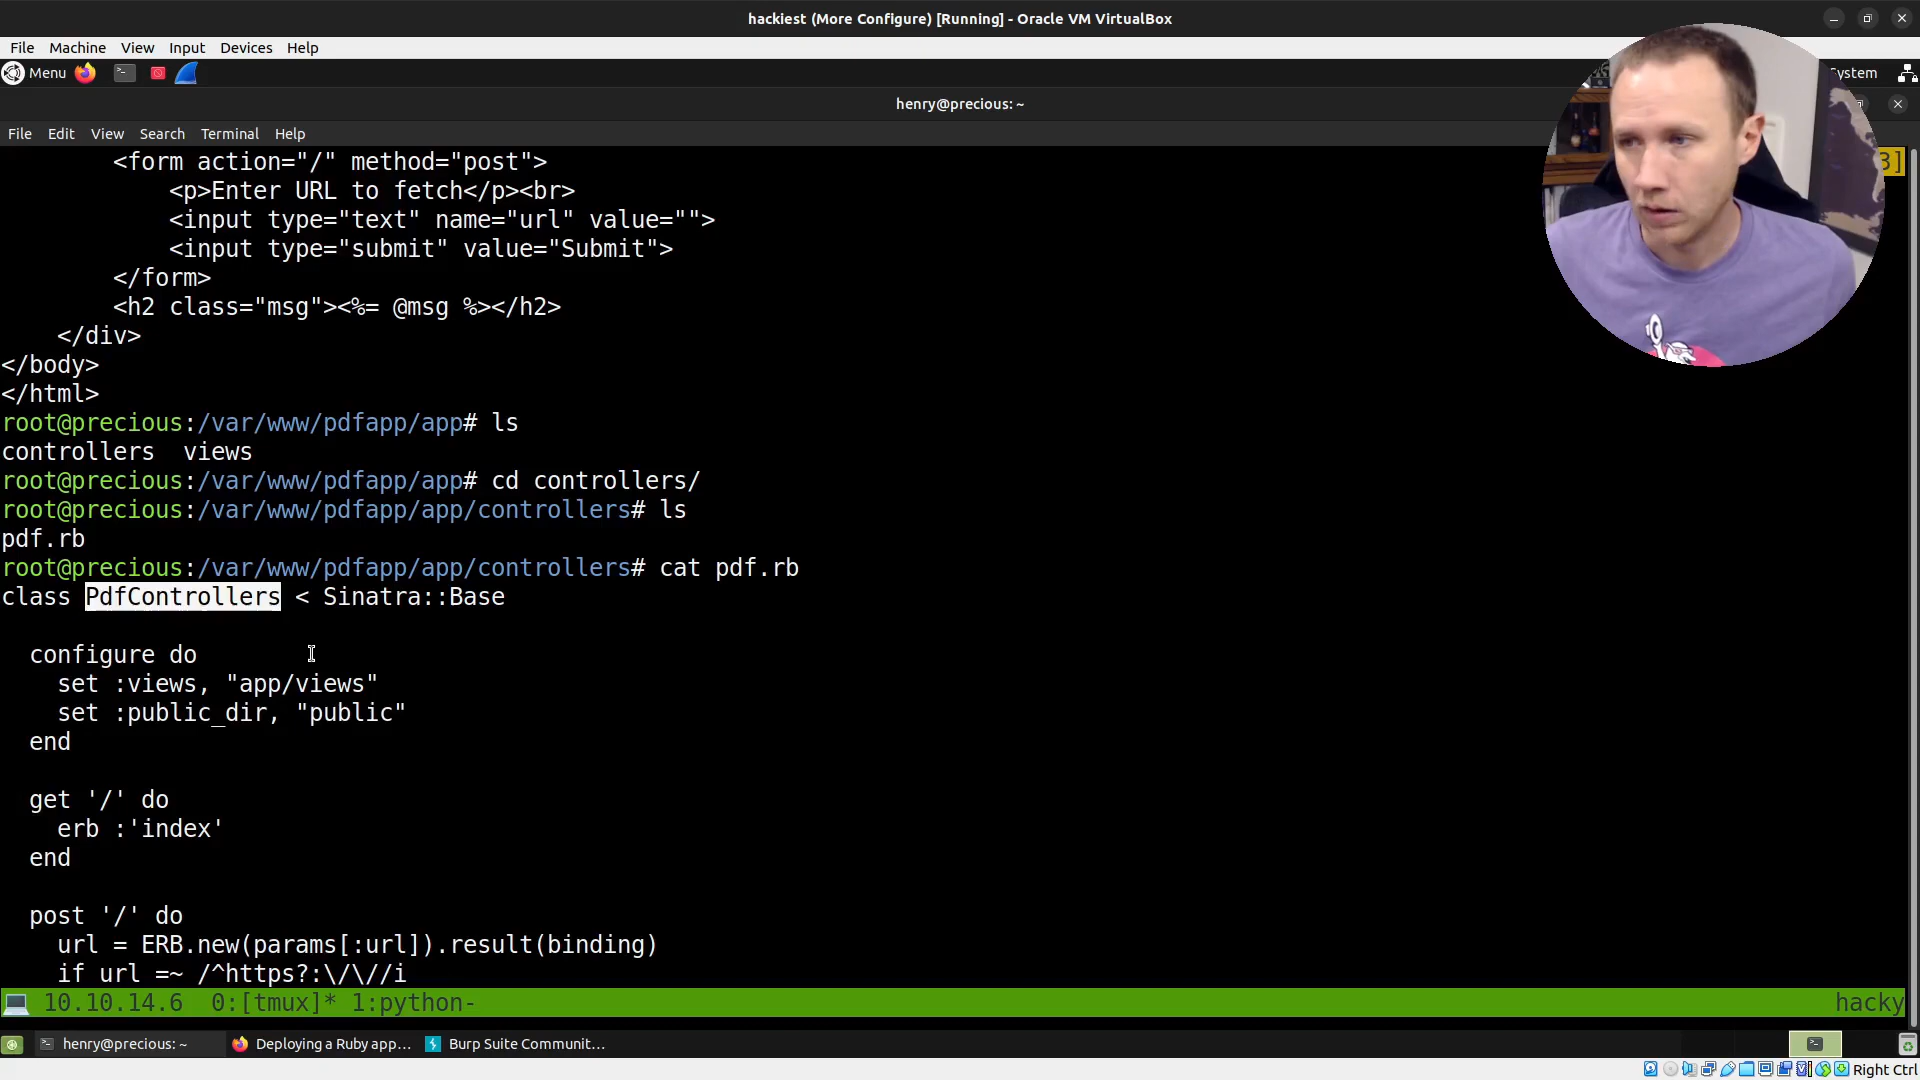 hackiest (More Configure) [Running] - Oracle VM VirtualBox
File Machine View Input Devices Help
Menu
System
henry@precious: ~
File Edit View Search Terminal Help
<form action="/" method="post">
3]
<p>Enter URL to fetch</p><br>
<input type="text" name="url" value="">
<input type="submit" value="Submit">
</form>
<h2 class="msg"><%= @msg %></h2>
</div>
</body>
</html>
root@precious:/var/www/pdfapp/app# ls
controllers views
root@precious:/var/www/pdfapp/app# cd controllers/
root@precious:/var/www/pdfapp/app/controllers# ls
pdf.rb
root@precious:/var/www/pdfapp/app/controllers# cat pdf.rb
class PdfControllers < Sinatra::Base
configure do
set :views, "app/views"
set :public_dir, "public"
end
get '/' do
erb :'index'
end
post '/' do
url = ERB.new(params[:url]).result(binding)
if url =~ /^https?:\/\//i
10.10.14.6 0:[tmux]* 1:python-
hacky
henry@precious: ~
Deploying a Ruby app...
Burp Suite Communit...
Right Ctrl